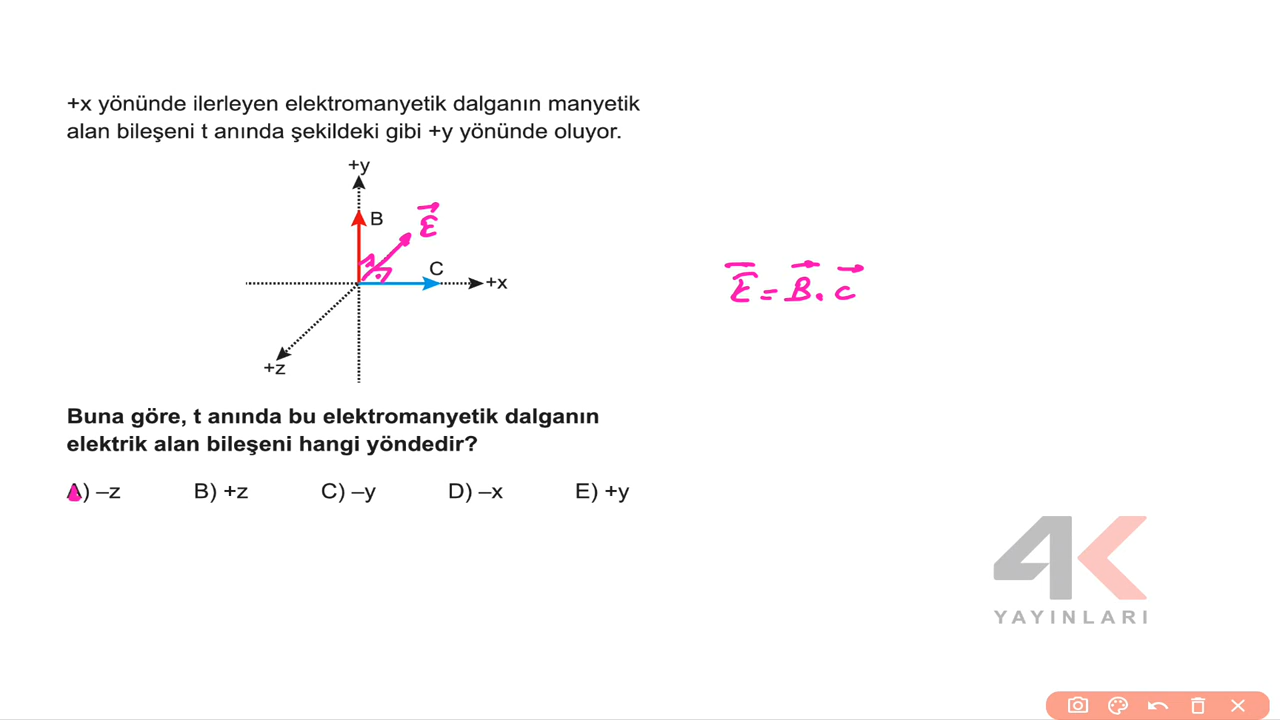 +x yönünde ilerleyen elektromanyetik dalganın manyetik
alan bileşeni t anında şekildeki gibi +y yönünde oluyor.
+y
B
E
C
+x
+z
E = B . c
Buna göre, t anında bu elektromanyetik dalganın
elektrik alan bileşeni hangi yöndedir?
A) –z B) +z C) –y D) –x E) +y
4K
YAYINLARI